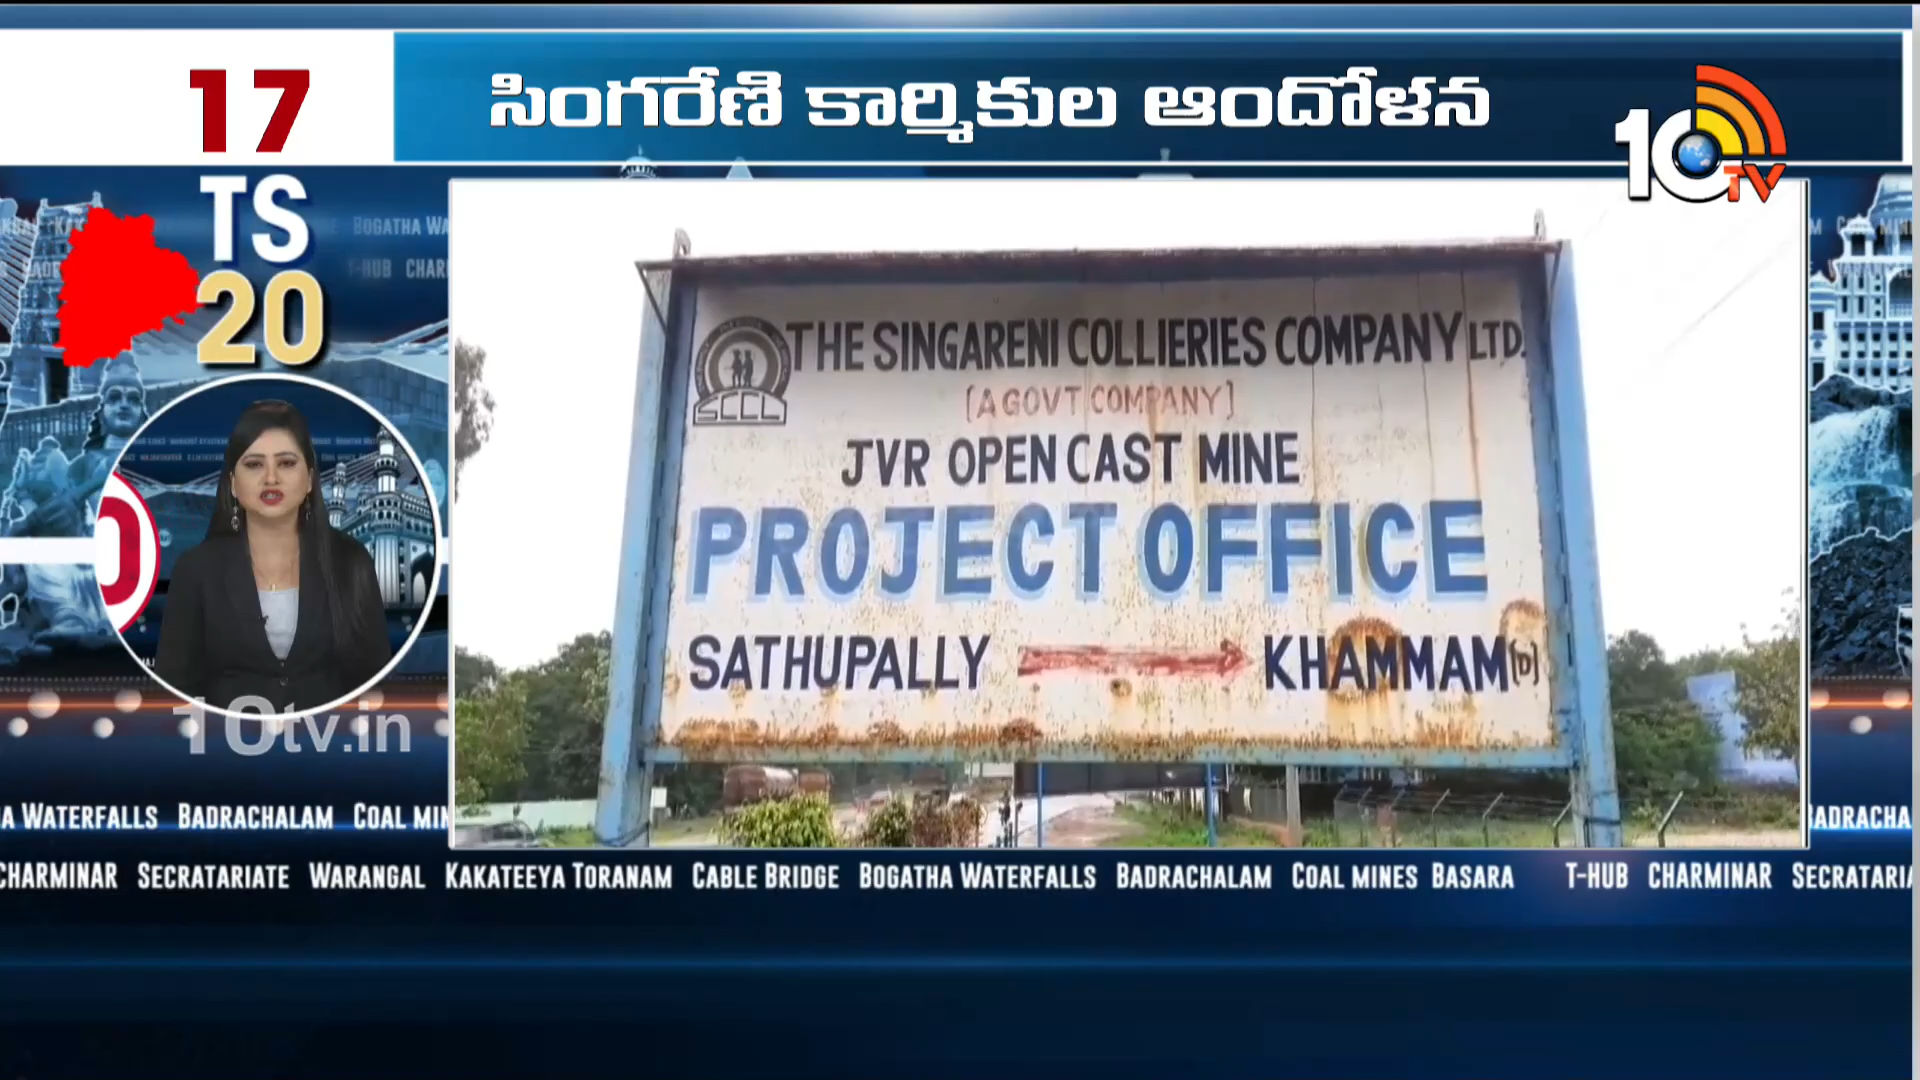 17
సింగరేణి కార్మికుల ఆందోళన
10TV
TS
20
BOGATHA WA
T-HUB CHAR
THE SINGARENI COLLIERIES COMPANY LTD.
SCCL
(A GOVT COMPANY)
JVR OPEN CAST MINE
PROJECT OFFICE
SATHUPALLY KHAMMAM(D)
10tv.in
A WATERFALLS BADRACHALAM COAL MIN
BADRACHA
CHARMINAR SECRATARIATE WARANGAL KAKATEEYA TORANAM CABLE BRIDGE BOGATHA WATERFALLS BADRACHALAM COAL MINES BASARA T-HUB CHARMINAR SECRATARIA